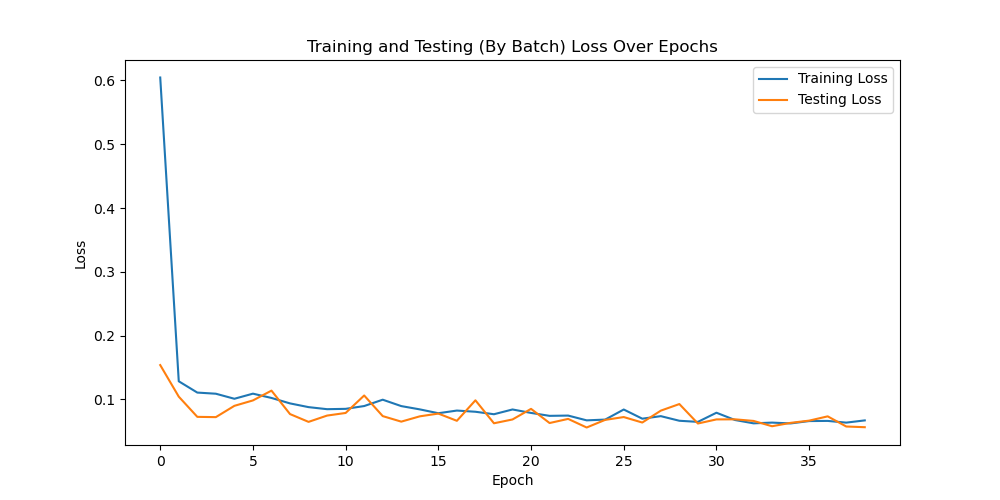 Training and Testing (By Batch) Loss Over Epochs
Training Loss
Testing Loss
Loss
0.6
0.5
0.4
0.3
0.2
0.1
0 5 10 15 20 25 30 35
Epoch